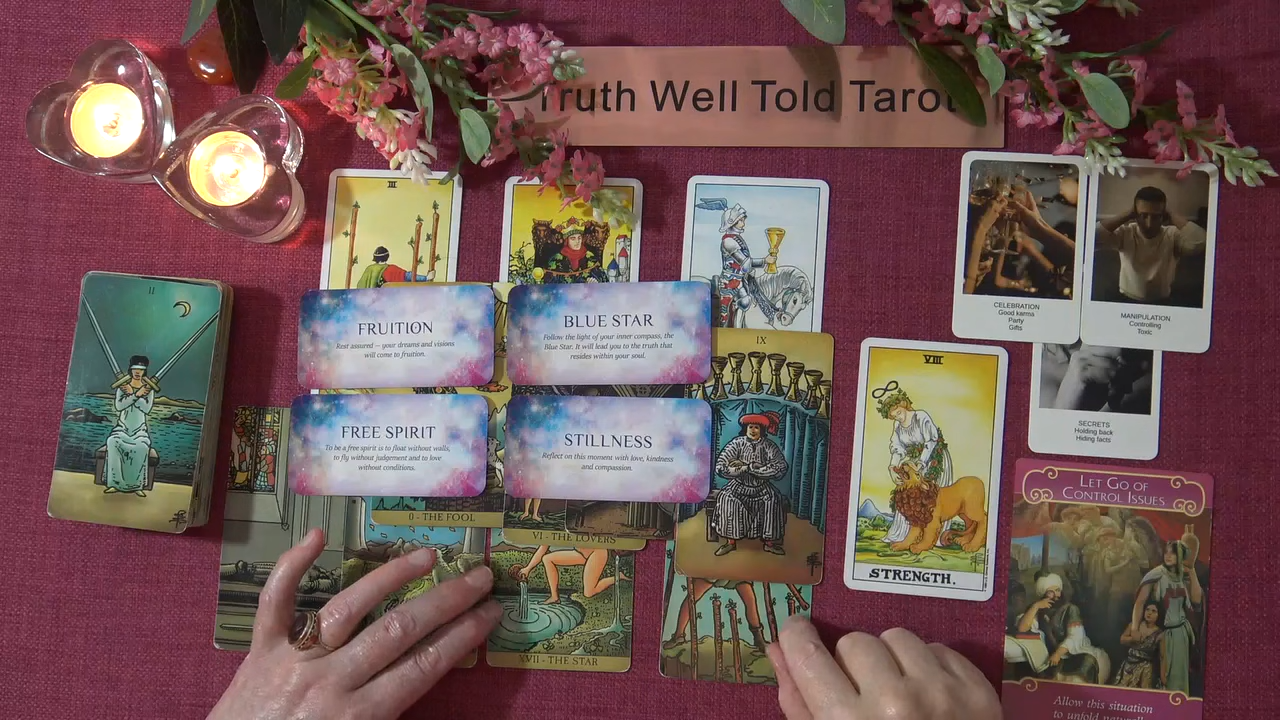 Truth Well Told Tarot
III
II
FRUITION
Rest assured — your dreams and visions
will come to fruition.
BLUE STAR
Follow the light of your inner compass, the
Blue Star. It will lead you to the truth that
resides within your soul.
FREE SPIRIT
To be a free spirit is to float without walls,
to fly without judgement and to love
without conditions.
STILLNESS
Reflect on this moment with love, kindness
and compassion.
IX
VIII
STRENGTH.
CELEBRATION
Good karma
Party
Gifts
MANIPULATION
Controlling
Toxic
SECRETS
Holding back
Hiding facts
LET GO OF
CONTROL ISSUES
Allow this situation
to unfold naturally
0 - THE FOOL
VI - THE LOVERS
XVII - THE STAR